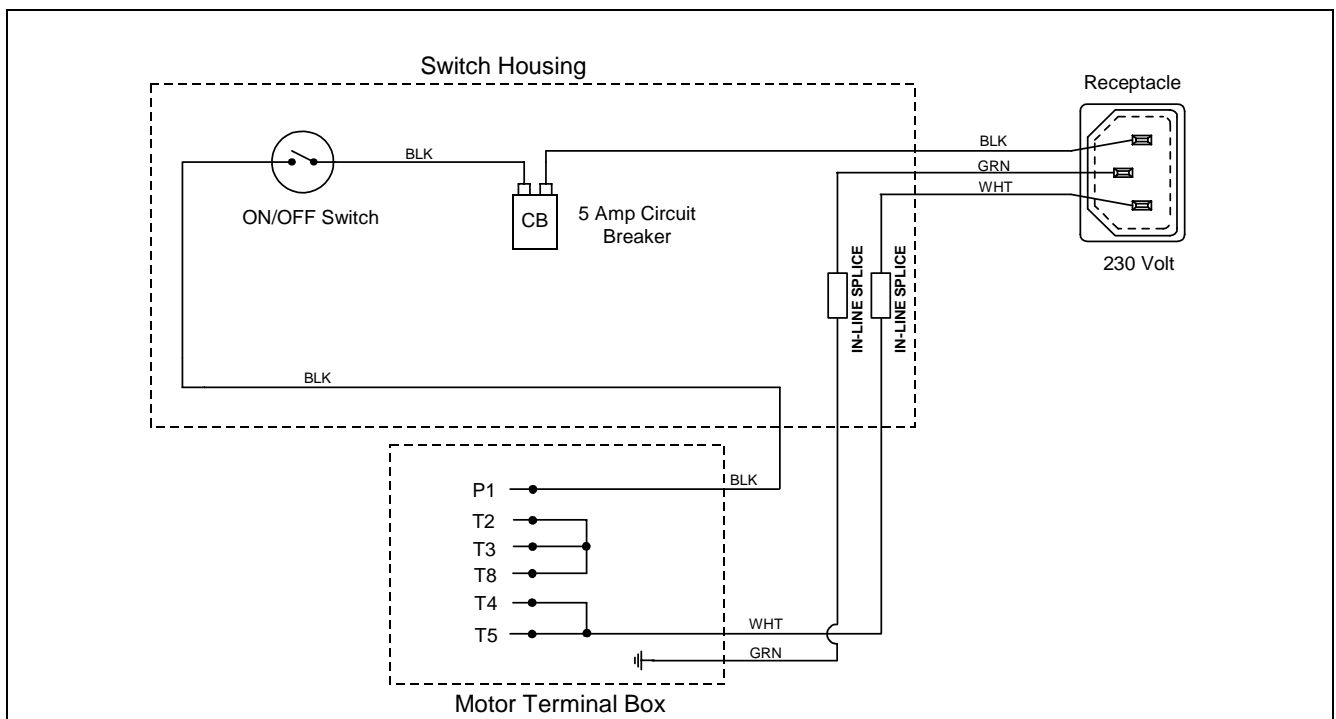 Switch Housing
Receptacle
BLK
BLK
GRN
WHT
ON/OFF Switch
CB
5 Amp Circuit
Breaker
230 Volt
IN-LINE SPLICE
IN-LINE SPLICE
BLK
BLK
P1
T2
T3
T8
T4
T5
WHT
GRN
Motor Terminal Box